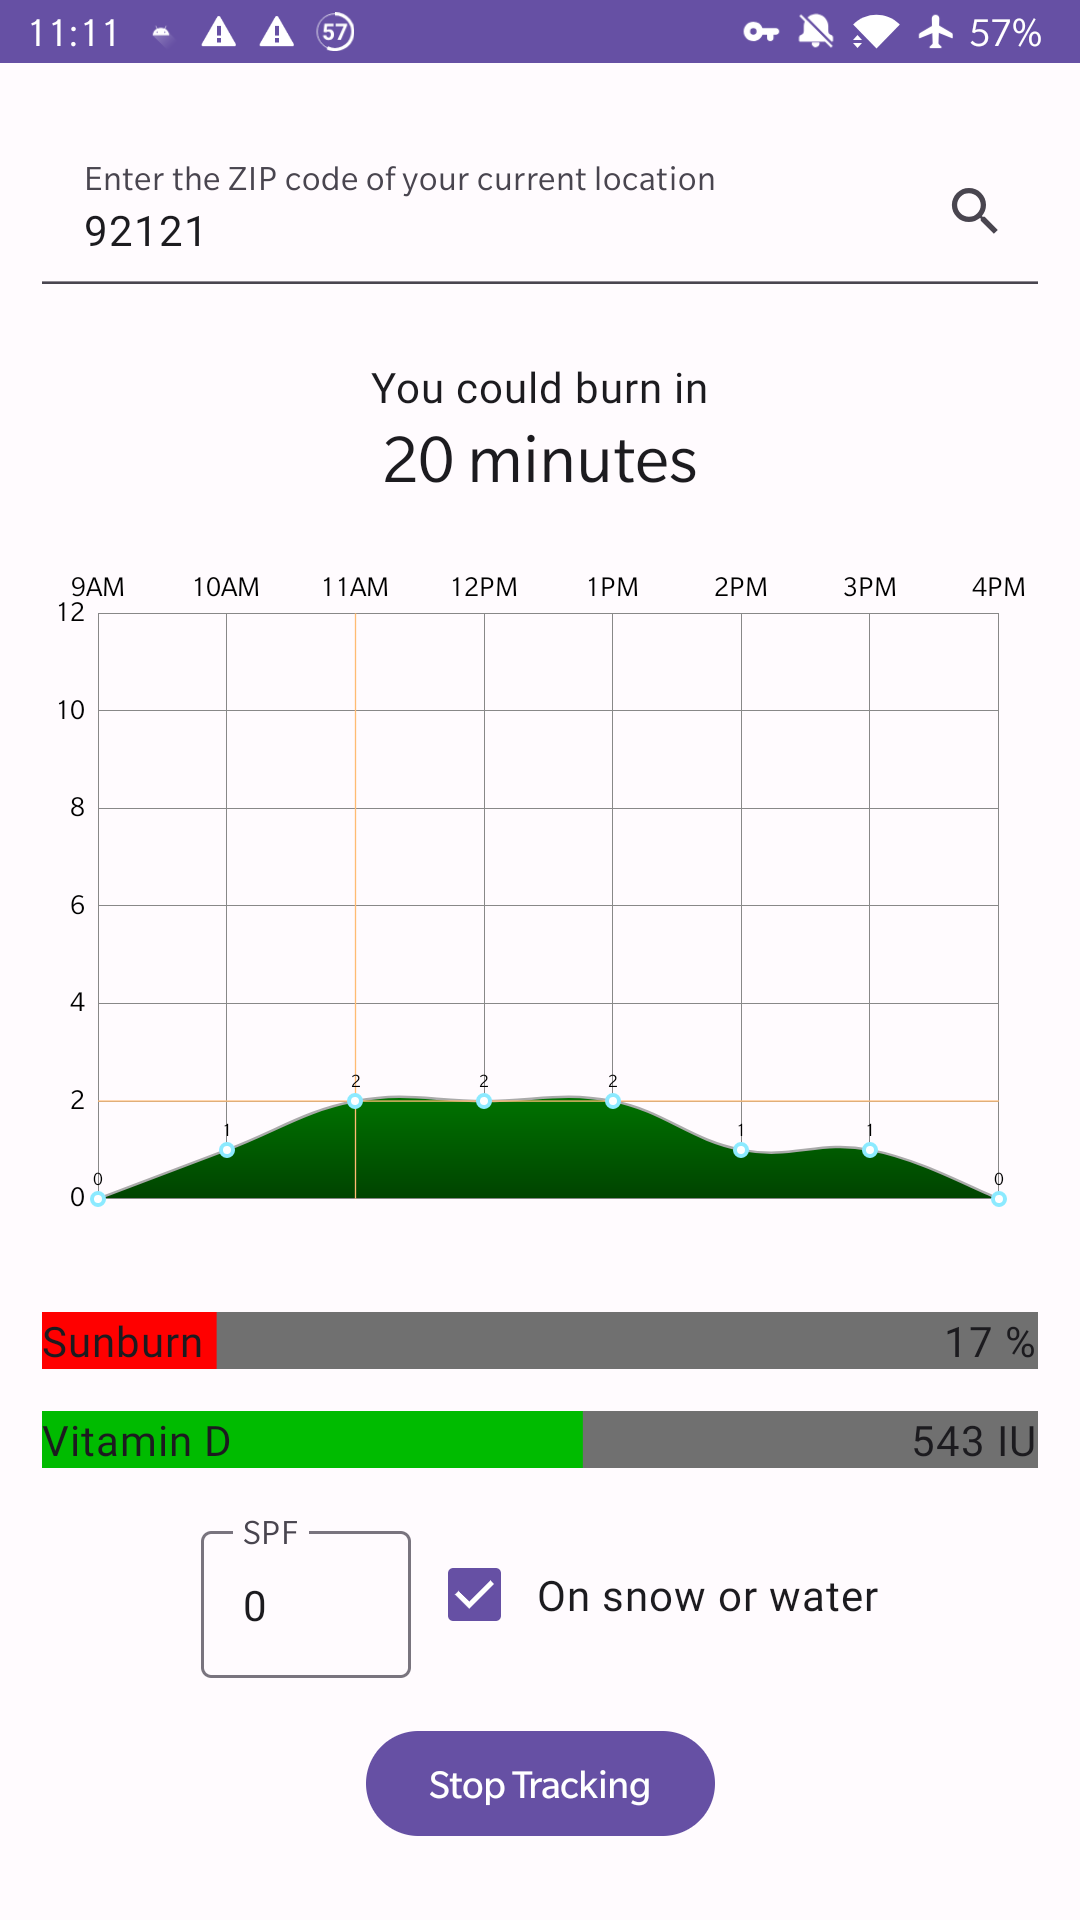 11:11 57 57%
Enter the ZIP code of your current location
92121
You could burn in
20 minutes
9AM 10AM 11AM 12PM 1PM 2PM 3PM 4PM
12
10
8
6
4
2 2 2
2
1 1 1
0 0
0
Sunburn 17 %
Vitamin D 543 IU
SPF
0 On snow or water
Stop Tracking